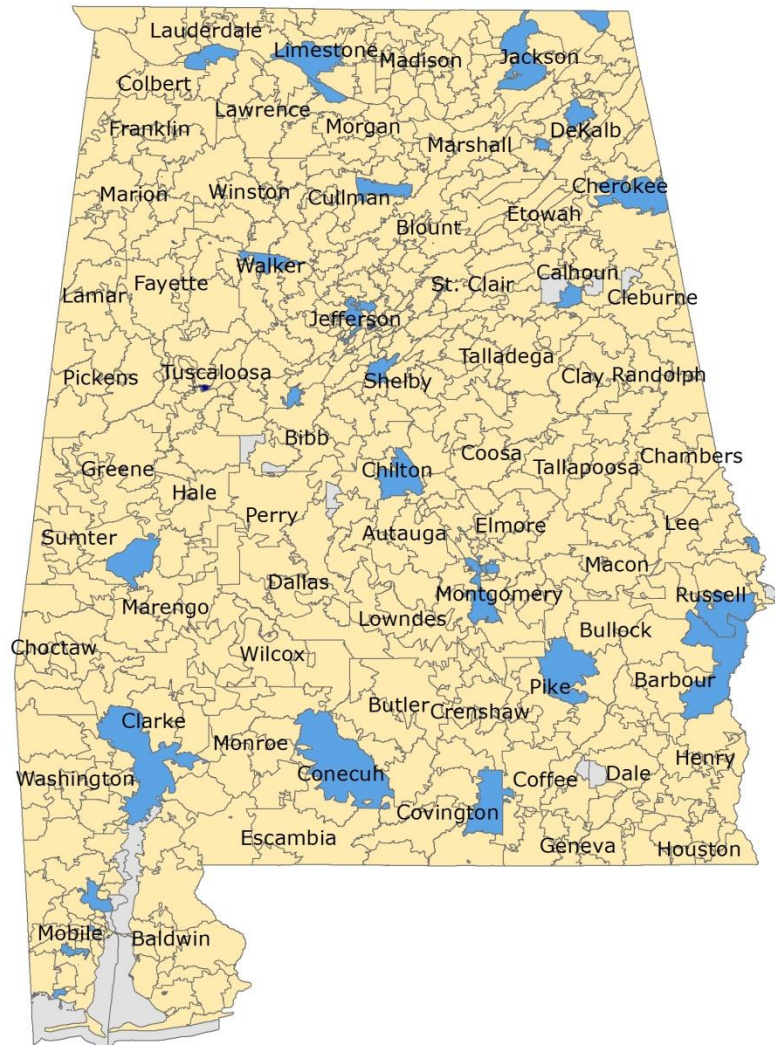 Lauderdale
Limestone
Madison
Jackson
Colbert
Lawrence
Franklin
Morgan
DeKalb
Marshall
Cherokee
Marion
Winston
Cullman
Etowah
Blount
Walker
Calhoun
St. Clair
Fayette
Lamar
Cleburne
Jefferson
Talladega
Tuscaloosa
Pickens
Shelby
Clay
Randolph
Bibb
Coosa
Chambers
Greene
Chilton
Tallapoosa
Hale
Perry
Elmore
Lee
Autauga
Sumter
Macon
Dallas
Montgomery
Russell
Marengo
Lowndes
Bullock
Choctaw
Wilcox
Barbour
Pike
Butler
Crenshaw
Clarke
Monroe
Henry
Washington
Conecuh
Coffee
Dale
Covington
Escambia
Geneva
Houston
Mobile
Baldwin